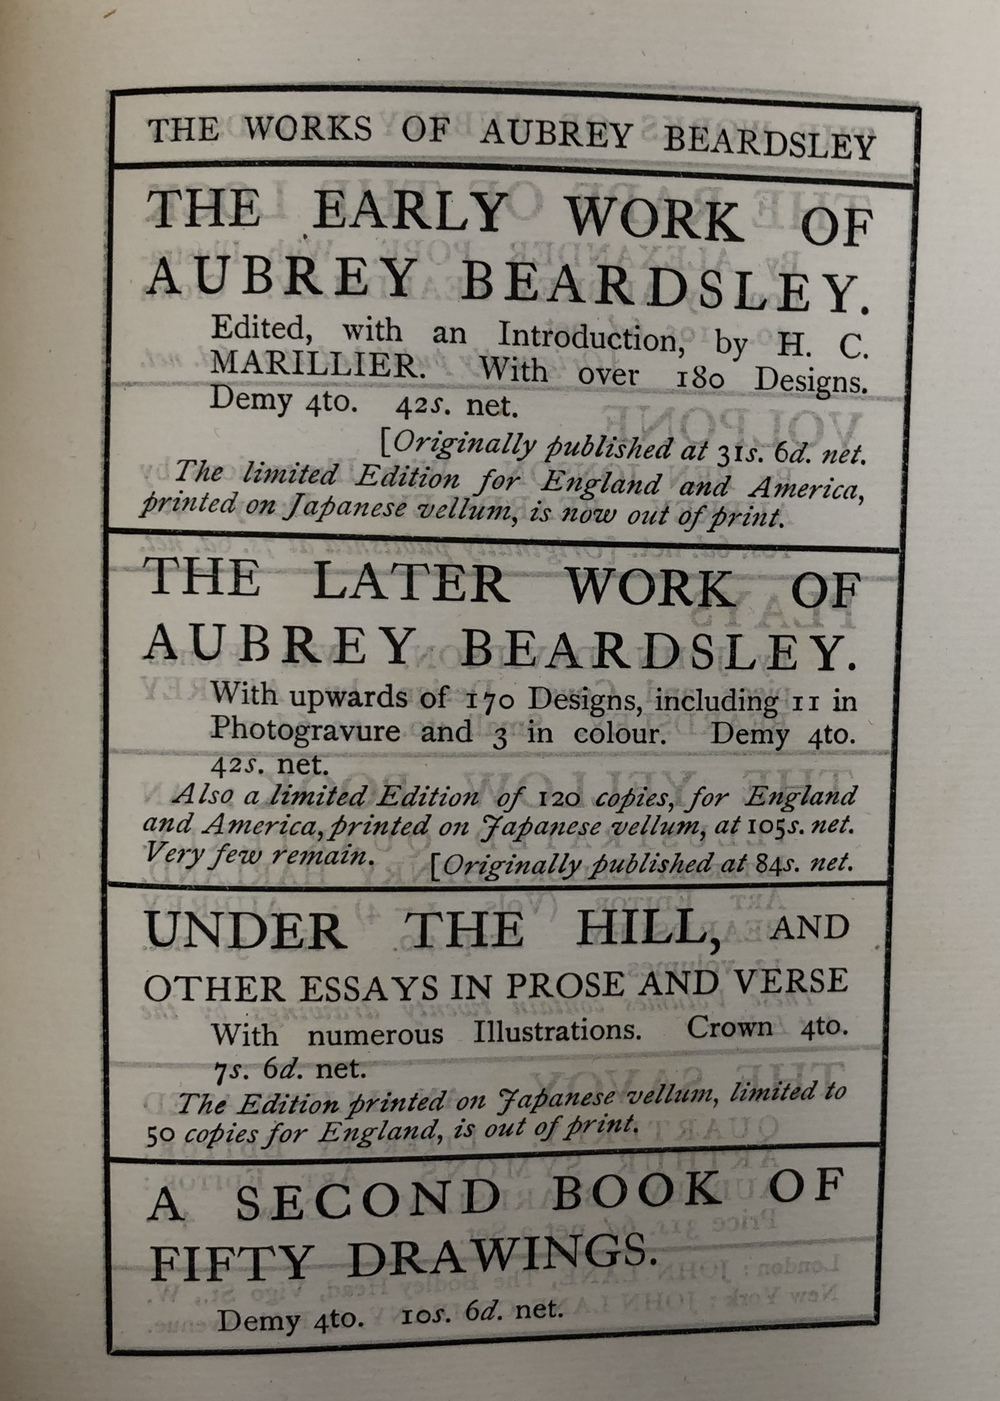 THE WORKS OF AUBREY BEARDSLEY
THE EARLY WORK OF
AUBREY BEARDSLEY.
Edited, with an Introduction, by H. C.
MARILLIER. With over 180 Designs.
Demy 4to. 42s. net.
[Originally published at 31s. 6d. net.
The limited Edition for England and America,
printed on Japanese vellum, is now out of print.
THE LATER WORK OF
AUBREY BEARDSLEY.
With upwards of 170 Designs, including 11 in
Photogravure and 3 in colour. Demy 4to.
42s. net.
Also a limited Edition of 120 copies, for England
and America, printed on Japanese vellum, at 105s. net.
Very few remain. [Originally published at 84s. net.
UNDER THE HILL, AND
OTHER ESSAYS IN PROSE AND VERSE
With numerous Illustrations. Crown 4to.
7s. 6d. net.
The Edition printed on Japanese vellum, limited to
50 copies for England, is out of print.
A SECOND BOOK OF
FIFTY DRAWINGS.
Demy 4to. 10s. 6d. net.